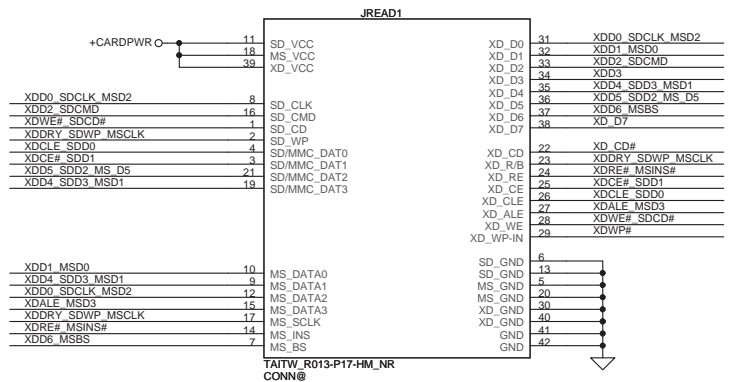 JREAD1
+CARDPWR
11 SD_VCC
18 MS_VCC
39 XD_VCC
XDD0_SDCLK_MSD2 8 SD_CLK
XDD2_SDCMD 16 SD_CMD
XDWE#_SDCD# 1 SD_CD
XDDRY_SDWP_MSCLK 2 SD_WP
XDCLE_SDD0 4 SD/MMC_DAT0
XDCE#_SDD1 3 SD/MMC_DAT1
XDD5_SDD2_MS_D5 21 SD/MMC_DAT2
XDD4_SDD3_MSD1 19 SD/MMC_DAT3
XDD1_MSD0 10 MS_DATA0
XDD4_SDD3_MSD1 9 MS_DATA1
XDD0_SDCLK_MSD2 12 MS_DATA2
XDALE_MSD3 15 MS_DATA3
XDDRY_SDWP_MSCLK 17 MS_SCLK
XDRE#_MSINS# 14 MS_INS
XDD6_MSBS 7 MS_BS
XD_D0 31 XDD0_SDCLK_MSD2
XD_D1 32 XDD1_MSD0
XD_D2 33 XDD2_SDCMD
XD_D3 34 XDD3
XD_D4 35 XDD4_SDD3_MSD1
XD_D5 36 XDD5_SDD2_MS_D5
XD_D6 37 XDD6_MSBS
XD_D7 38 XD_D7
XD_CD 22 XD_CD#
XD_R/B 23 XDDRY_SDWP_MSCLK
XD_RE 24 XDRE#_MSINS#
XD_CE 25 XDCE#_SDD1
XD_CLE 26 XDCLE_SDD0
XD_ALE 27 XDALE_MSD3
XD_WE 28 XDWE#_SDCD#
XD_WP-IN 29 XDWP#
SD_GND 6
SD_GND 13
MS_GND 5
MS_GND 20
XD_GND 30
XD_GND 40
GND 41
GND 42
TAITW_R013-P17-HM_NR
CONN@